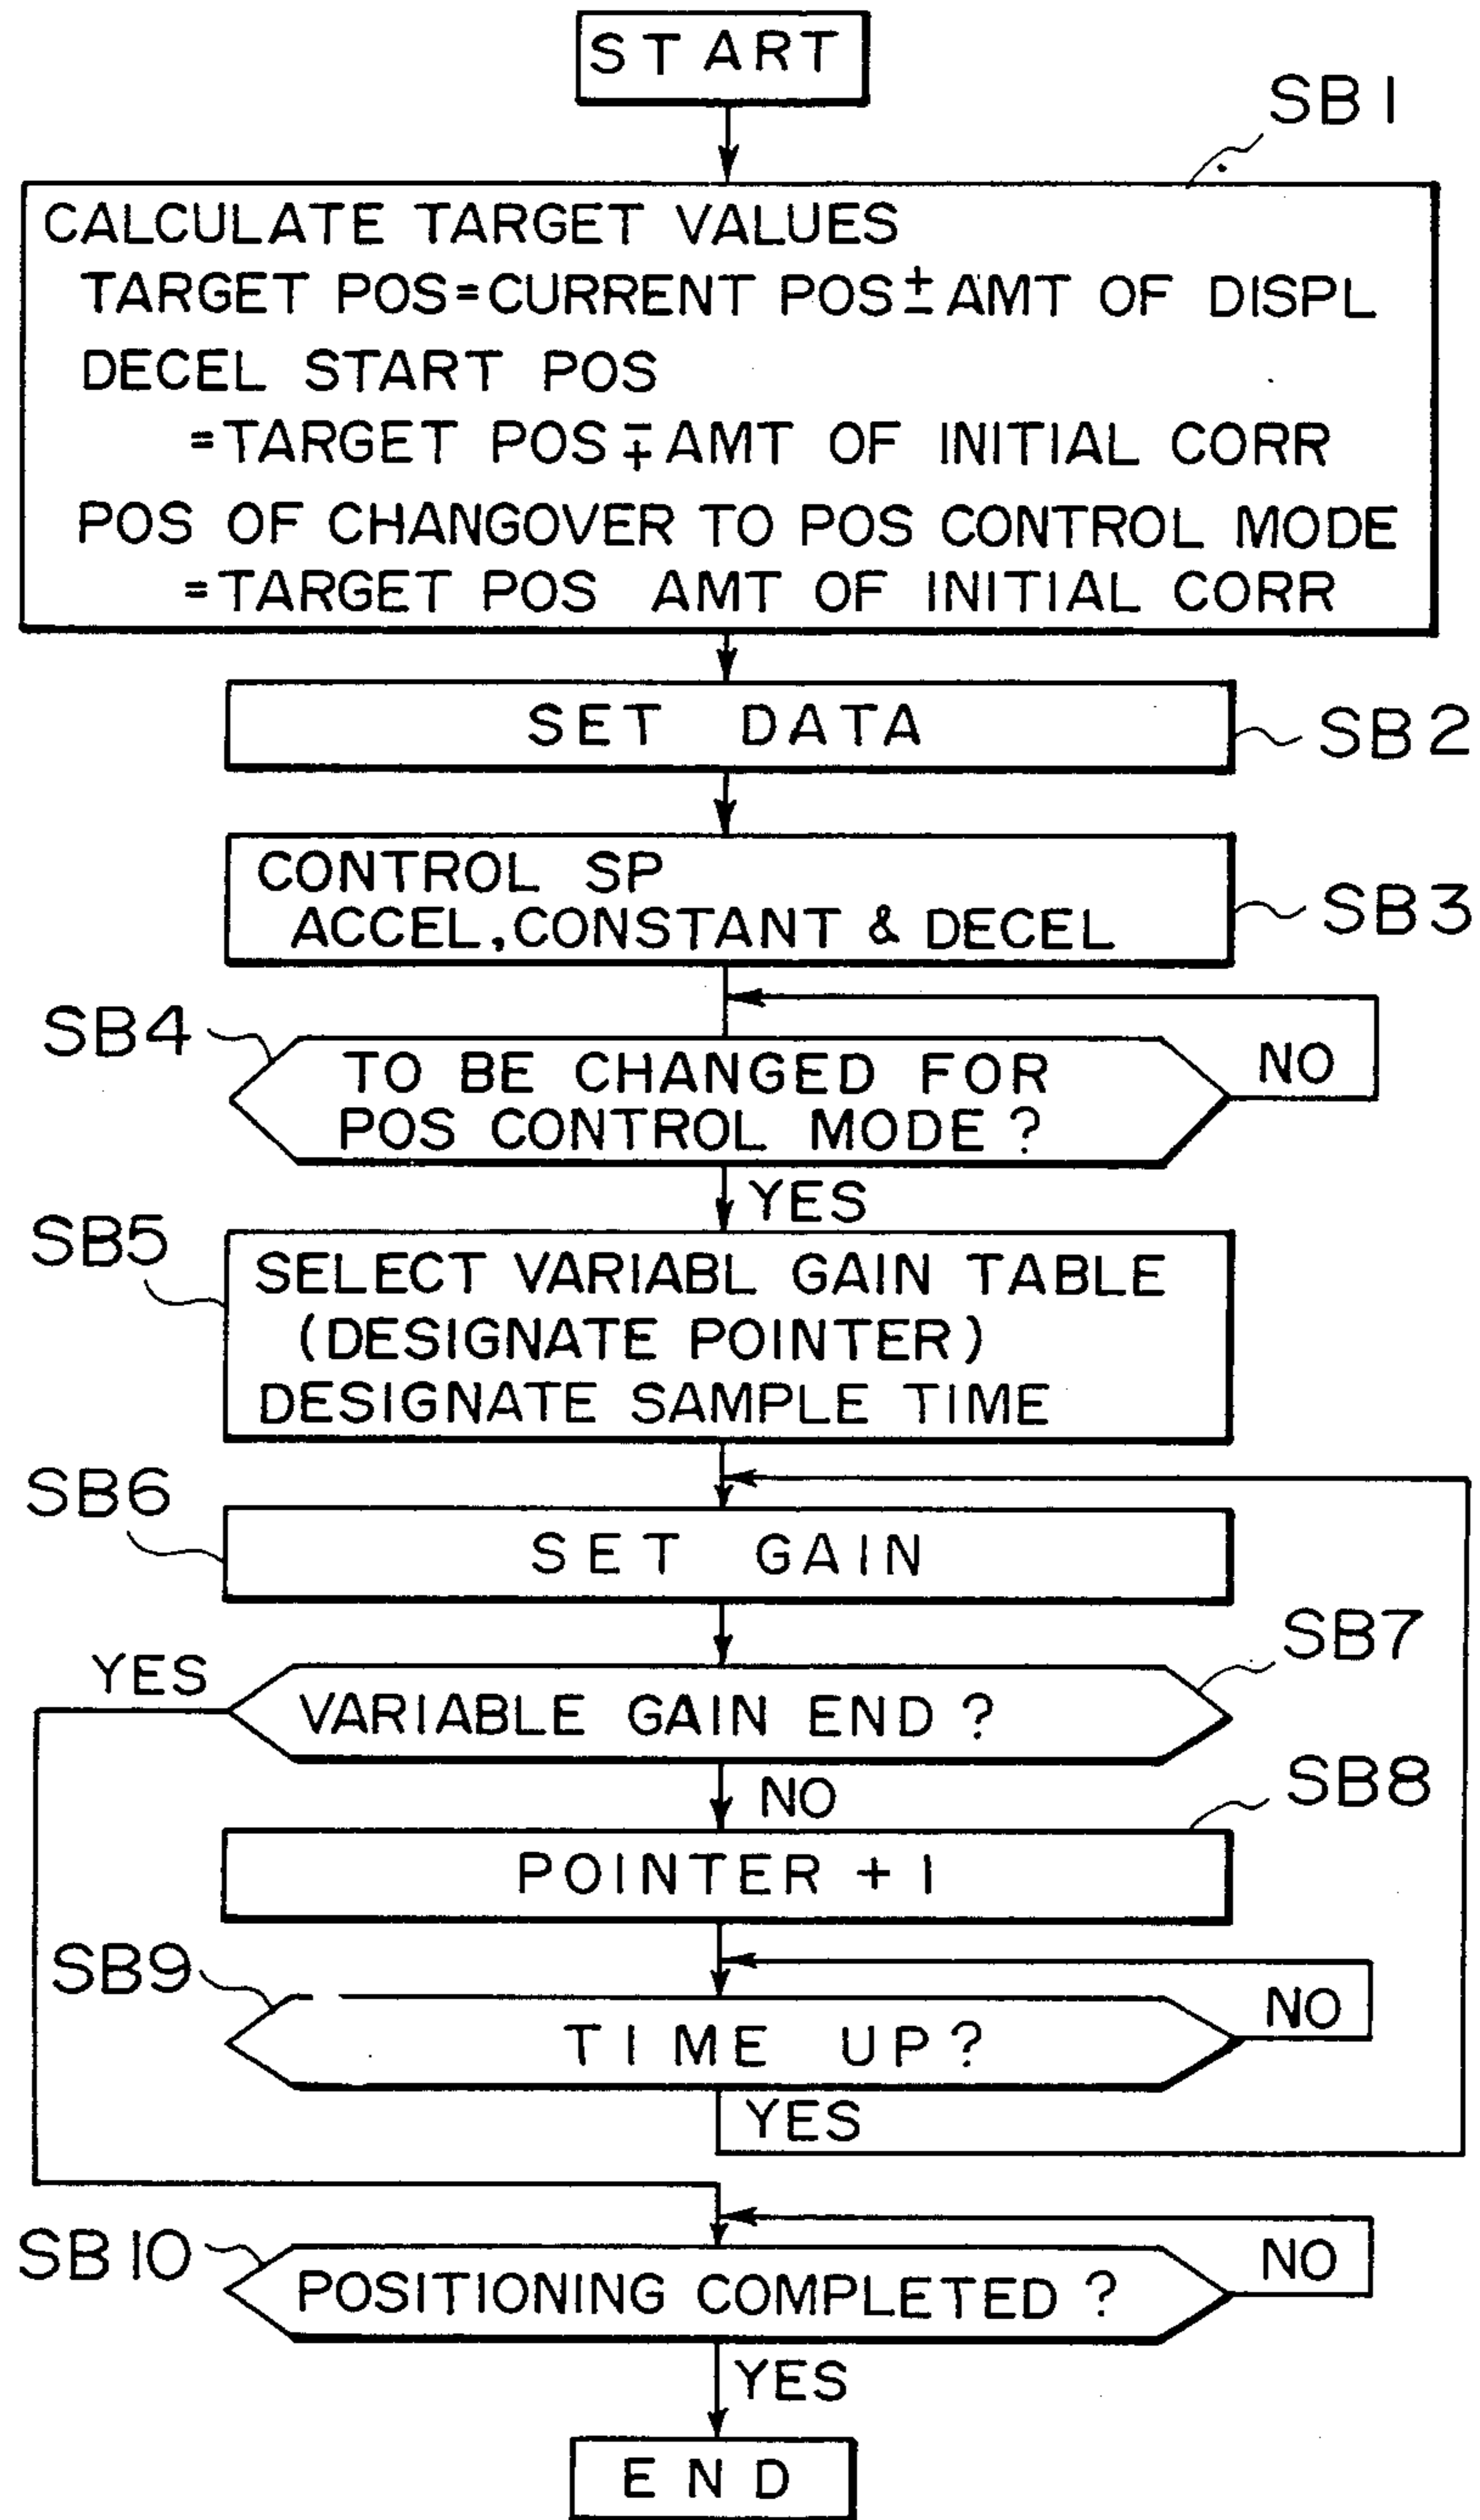 START
SB1
CALCULATE TARGET VALUES
TARGET POS=CURRENT POS±AMT OF DISPL
DECEL START POS
=TARGET POS∓AMT OF INITIAL CORR
POS OF CHANGOVER TO POS CONTROL MODE
=TARGET POS AMT OF INITIAL CORR
SET DATA
SB2
CONTROL SP
ACCEL,CONSTANT & DECEL
SB3
SB4
TO BE CHANGED FOR
POS CONTROL MODE?
NO
YES
SB5
SELECT VARIABL GAIN TABLE
(DESIGNATE POINTER)
DESIGNATE SAMPLE TIME
SB6
SET GAIN
SB7
YES
VARIABLE GAIN END?
NO
SB8
POINTER +1
SB9
TIME UP?
NO
YES
SB10
POSITIONING COMPLETED?
NO
YES
END